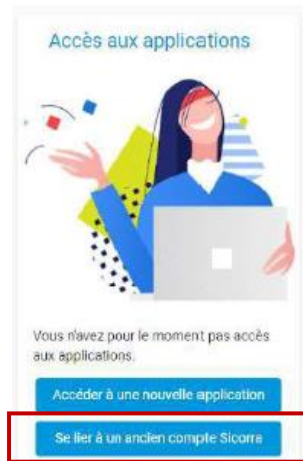 Accès aux applications
Vous n'avez pour le moment pas accès
aux applications.
Accéder à une nouvelle application
Se lier à un ancien compte Sicorra